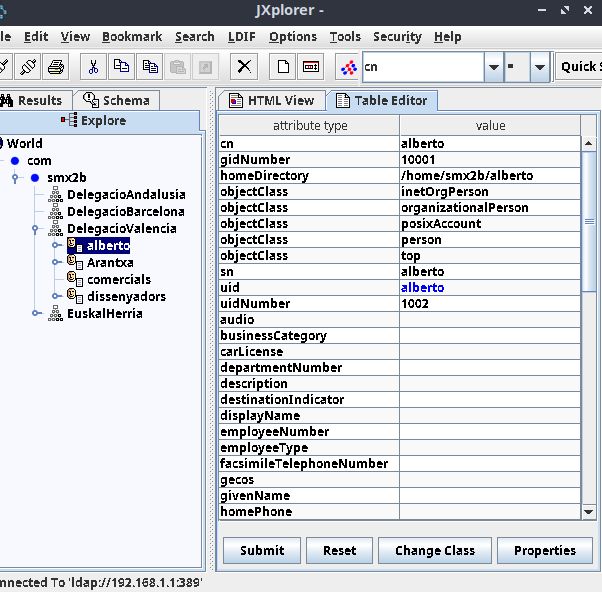 JXplorer -
le Edit View Bookmark Search LDIF Options Tools Security Help
cn = Quick S
Results Schema
Explore
HTML View Table Editor
World
com
smx2b
DelegacioAndalusia
DelegacioBarcelona
DelegacioValencia
alberto
Arantxa
comercials
dissenyadors
EuskalHerria
attribute type value
cn alberto
gidNumber 10001
homeDirectory /home/smx2b/alberto
objectClass inetOrgPerson
objectClass organizationalPerson
objectClass posixAccount
objectClass person
objectClass top
sn alberto
uid alberto
uidNumber 1002
audio
businessCategory
carLicense
departmentNumber
description
destinationIndicator
displayName
employeeNumber
employeeType
facsimileTelephoneNumber
gecos
givenName
homePhone
Submit Reset Change Class Properties
nnected To 'ldap://192.168.1.1:389'